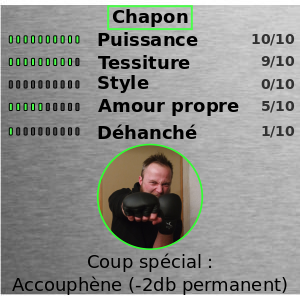 Chapon
Puissance 10/10
Tessiture 9/10
Style 0/10
Amour propre 5/10
Déhanché 1/10
Coup spécial :
Accouphène (-2db permanent)